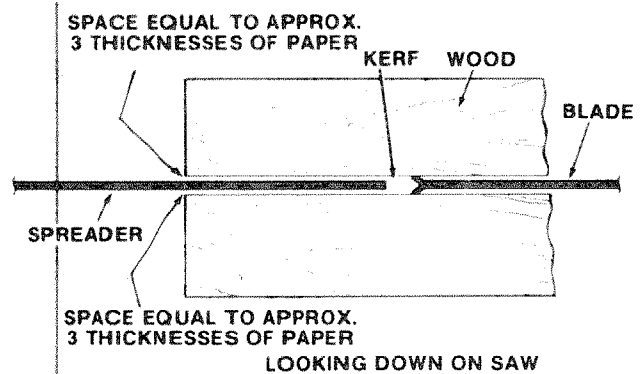 SPACE EQUAL TO APPROX.
3 THICKNESSES OF PAPER
KERF
WOOD
BLADE
SPREADER
SPACE EQUAL TO APPROX.
3 THICKNESSES OF PAPER
LOOKING DOWN ON SAW